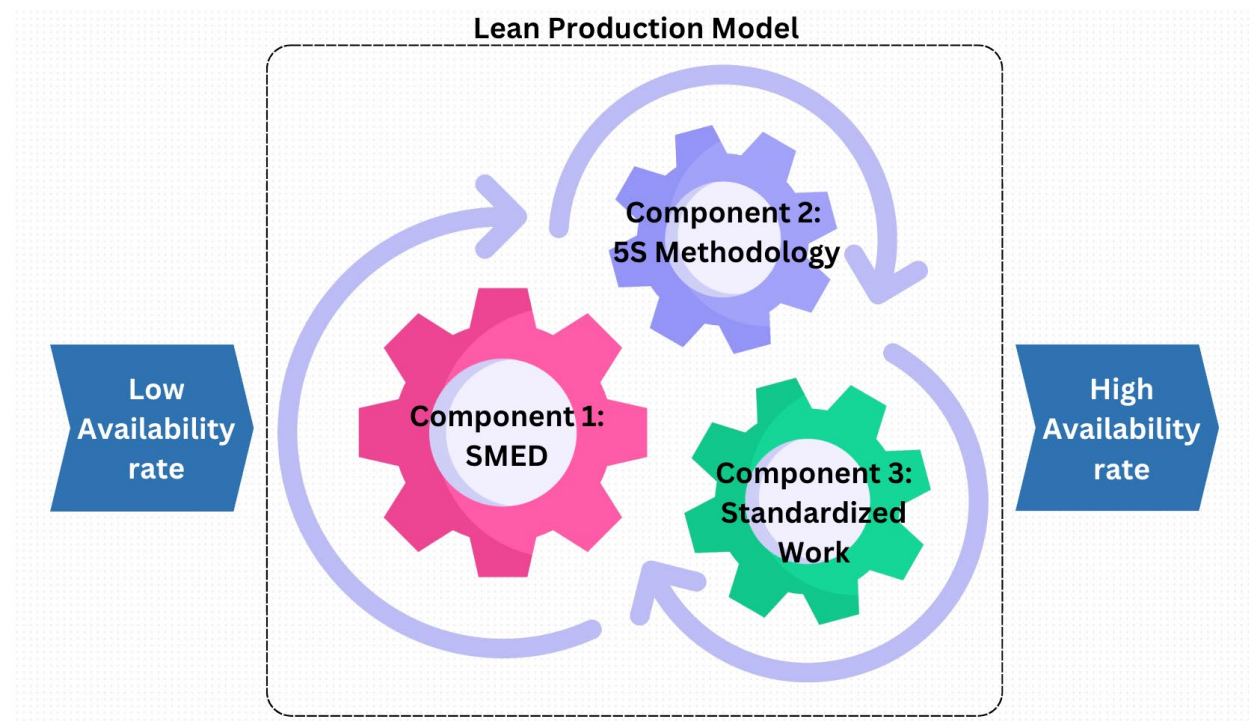 Lean Production Model
Component 2:
5S Methodology
Low
Availability
rate
Component 1:
SMED
Component 3:
Standardized
Work
High
Availability
rate